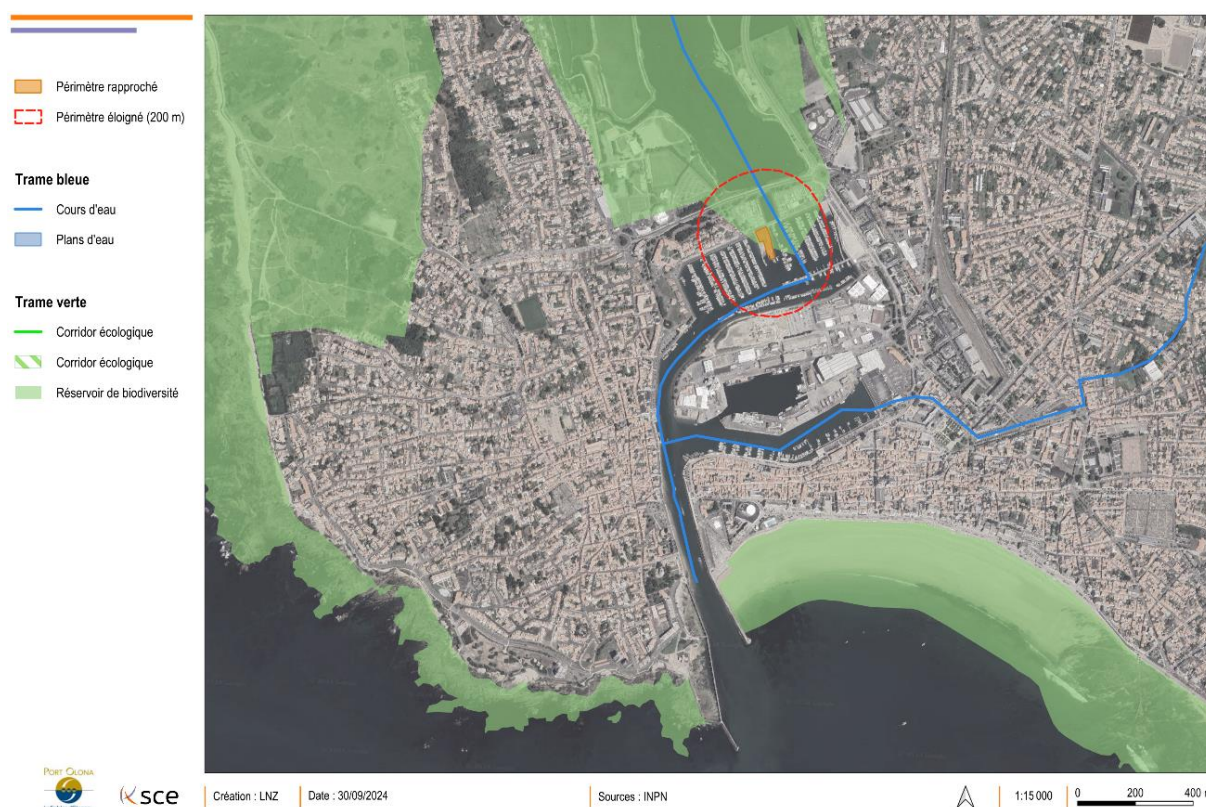 Périmètre rapproché
Périmètre éloigné (200 m)
Trame bleue
Cours d'eau
Plans d'eau
Trame verte
Corridor écologique
Corridor écologique
Réservoir de biodiversité
PORT OLONA
sce
Création : LNZ
Date : 30/09/2024
Sources : INPN
1:15 000
0 200 400 m